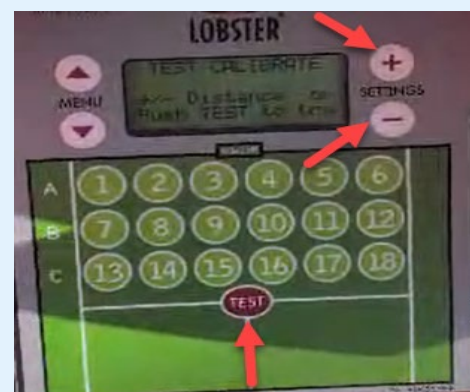 LOBSTER
TEST CALIBRATE
+/- Distance or
Push TEST to
MENU
+
SETTINGS
-
A 1 2 3 4 5 6
B 7 8 9 10 11 12
C 13 14 15 16 17 18
TEST